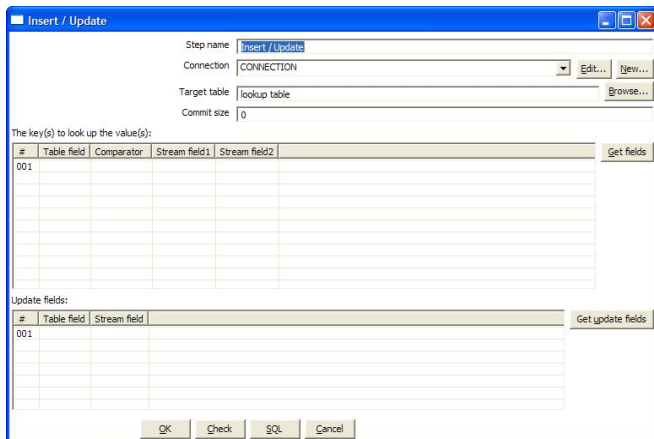 Insert / Update
Step name Insert / Update
Connection CONNECTION Edit... New...
Target table lookup table Browse...
Commit size 0
The key(s) to look up the value(s):
# Table field Comparator Stream field1 Stream field2 Get fields
001
Update fields:
# Table field Stream field Get update fields
001
OK Check SQL Cancel